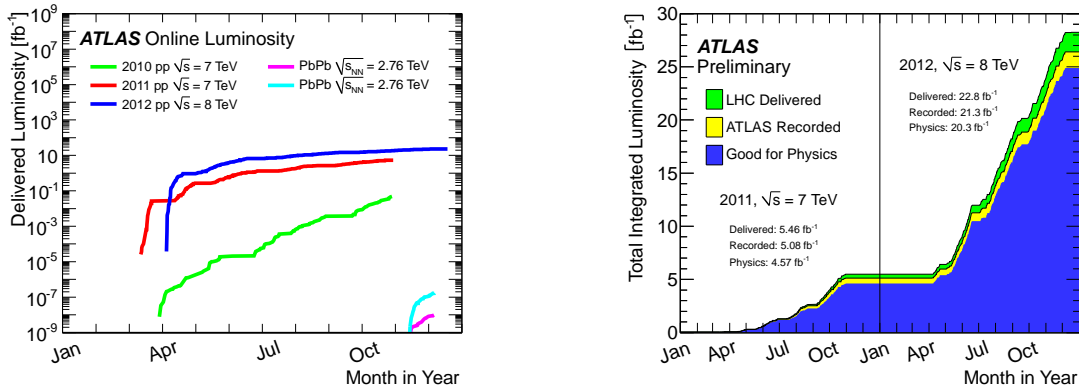 Delivered Luminosity [fb⁻¹]
10⁹
10⁷
10⁵
10³
10
10⁻¹
10⁻³
10⁻⁵
10⁻⁷
10⁻⁹
ATLAS Online Luminosity
2010 pp √s = 7 TeV
2011 pp √s = 7 TeV
2012 pp √s = 8 TeV
PbPb √sNN = 2.76 TeV
PbPb √sNN = 2.76 TeV
Jan Apr Jul Oct
Month in Year
Total Integrated Luminosity [fb⁻¹]
30
25
20
15
10
5
0
ATLAS
Preliminary
LHC Delivered
ATLAS Recorded
Good for Physics
2012, √s = 8 TeV
Delivered: 22.8 fb⁻¹
Recorded: 21.3 fb⁻¹
Physics: 20.3 fb⁻¹
2011, √s = 7 TeV
Delivered: 5.46 fb⁻¹
Recorded: 5.08 fb⁻¹
Physics: 4.57 fb⁻¹
Jan Apr Jul Oct Jan Apr Jul Oct
Month in Year